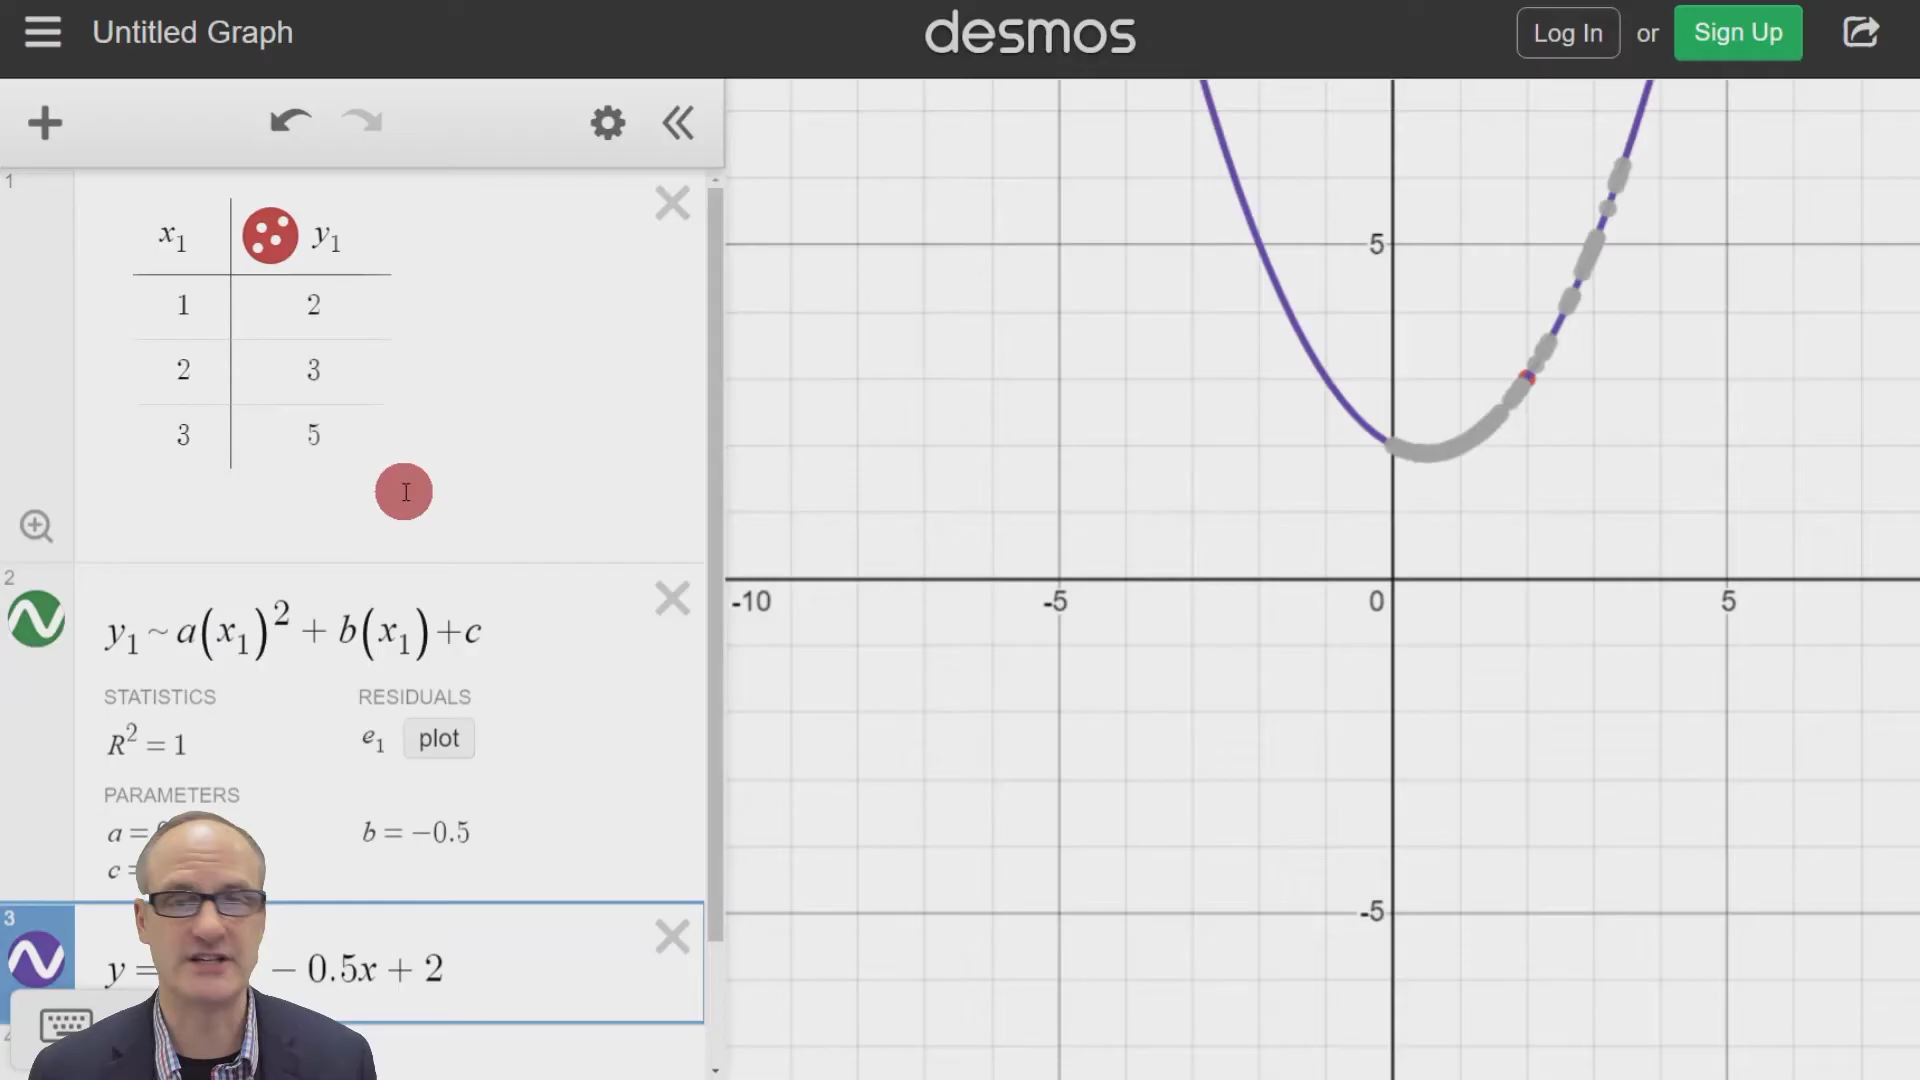 Untitled Graph
desmos
Log In or Sign Up
1
x₁ y₁
1 2
2 3
3 5
2
y₁ ~ a(x₁)² + b(x₁)+c
STATISTICS RESIDUALS
R² = 1 e₁ plot
PARAMETERS
a = b = −0.5
c =
3
y = − 0.5x + 2
4
5
-10 -5 0 5
-5